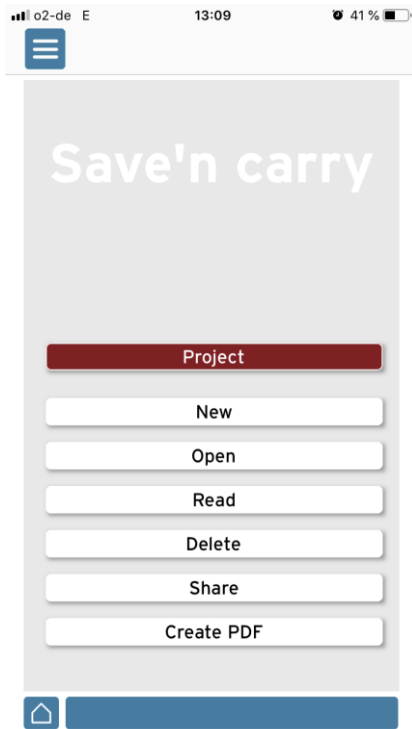 o2-de E 13:09 41 %
Save'n carry
Project
New
Open
Read
Delete
Share
Create PDF